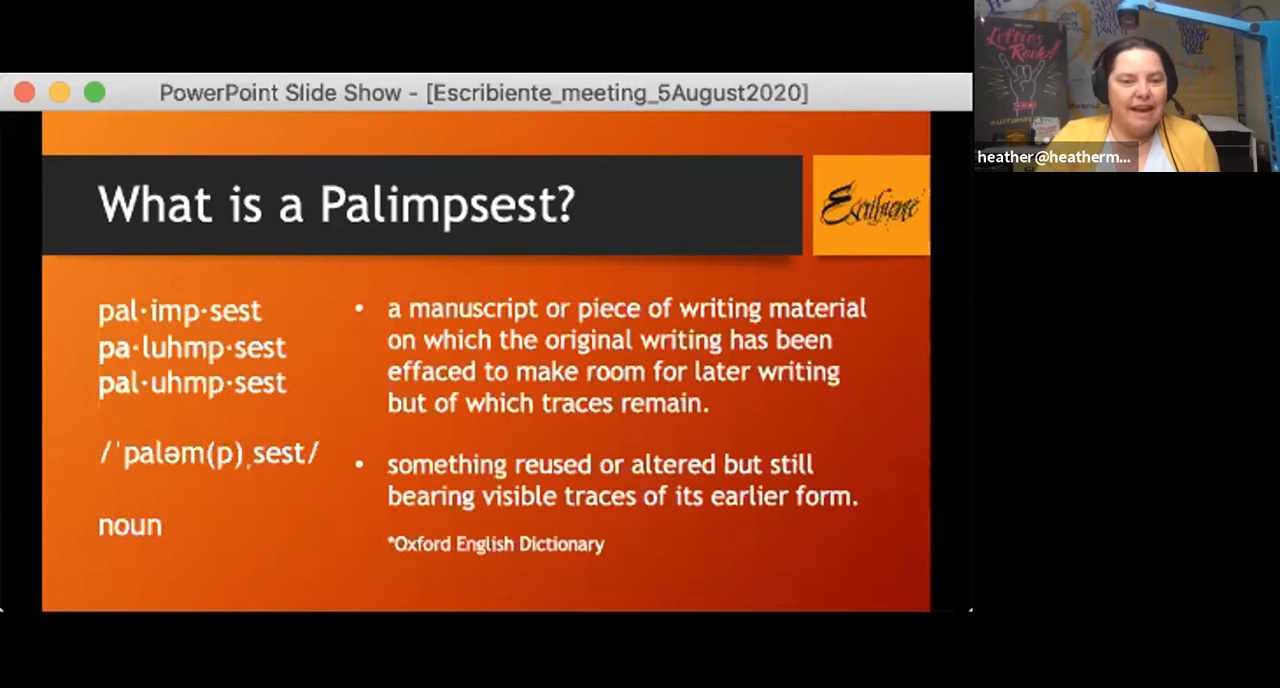 PowerPoint Slide Show - [Escribiente_meeting_5August2020]
What is a Palimpsest?
Escribiente
pal·imp·sest
pa·luhmp·sest
pal·uhmp·sest
/ˈpaləm(p)ˌsest/
noun
• a manuscript or piece of writing material
on which the original writing has been
effaced to make room for later writing
but of which traces remain.
• something reused or altered but still
bearing visible traces of its earlier form.
*Oxford English Dictionary
Lefties
Rock!
heather@heatherm...